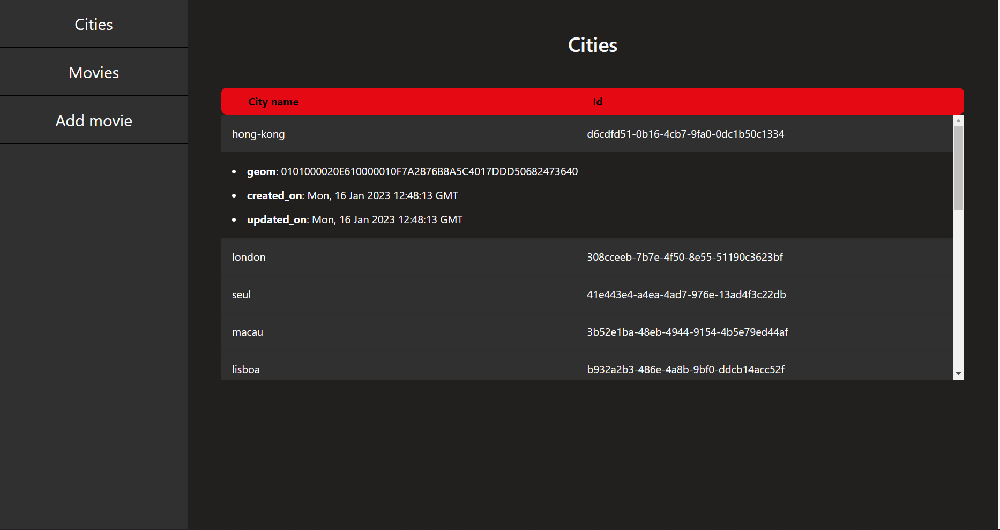 Cities
Movies
Add movie
Cities
City name Id
hong-kong d6cdfd51-0b16-4cb7-9fa0-0dc1b50c1334
• geom: 0101000020E610000010F7A2876B8A5C4017DDD50682473640
• created_on: Mon, 16 Jan 2023 12:48:13 GMT
• updated_on: Mon, 16 Jan 2023 12:48:13 GMT
london 308cceeb-7b7e-4f50-8e55-51190c3623bf
seul 41e443e4-a4ea-4ad7-976e-13ad4f3c22db
macau 3b52e1ba-48eb-4944-9154-4b5e79ed44af
lisboa b932a2b3-486e-4a8b-9bf0-ddcb14acc52f